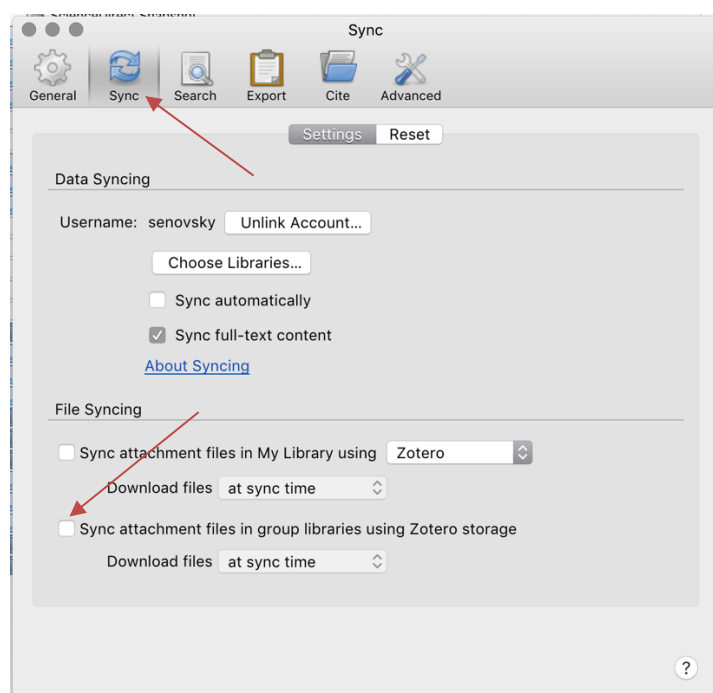 ScienceDirect Snapshot
Sync
General Sync Search Export Cite Advanced
Settings Reset
Data Syncing
Username: senovsky Unlink Account...
Choose Libraries...
Sync automatically
Sync full-text content
About Syncing
File Syncing
Sync attachment files in My Library using Zotero
Download files at sync time
Sync attachment files in group libraries using Zotero storage
Download files at sync time
?